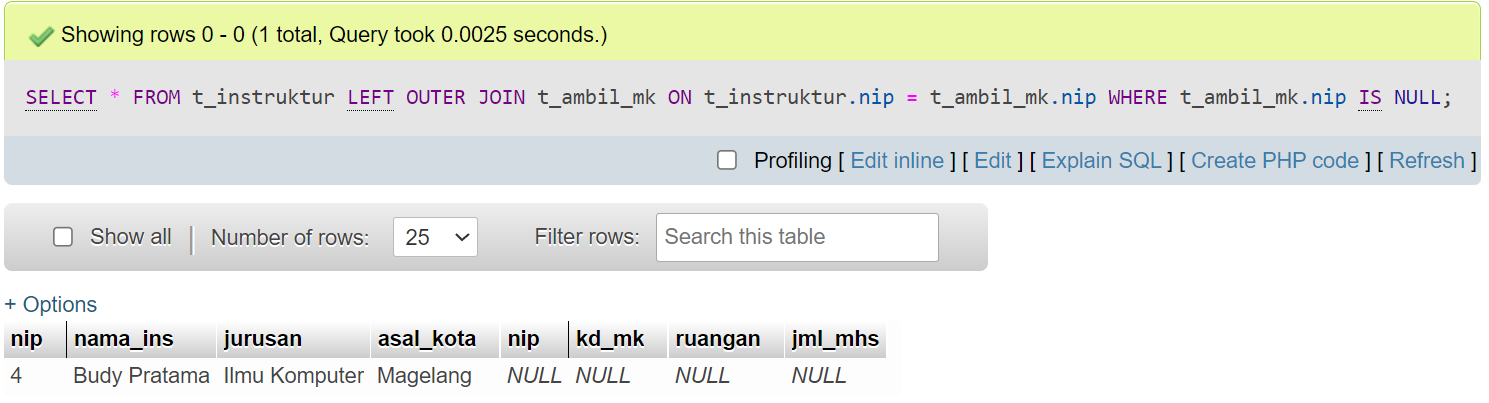 Showing rows 0 - 0 (1 total, Query took 0.0025 seconds.)
SELECT * FROM t_instruktur LEFT OUTER JOIN t_ambil_mk ON t_instruktur.nip = t_ambil_mk.nip WHERE t_ambil_mk.nip IS NULL;
Profiling [ Edit inline ] [ Edit ] [ Explain SQL ] [ Create PHP code ] [ Refresh ]
Show all | Number of rows: 25 Filter rows: Search this table
+ Options
nip nama_ins jurusan asal_kota nip kd_mk ruangan jml_mhs
4 Budy Pratama Ilmu Komputer Magelang NULL NULL NULL NULL